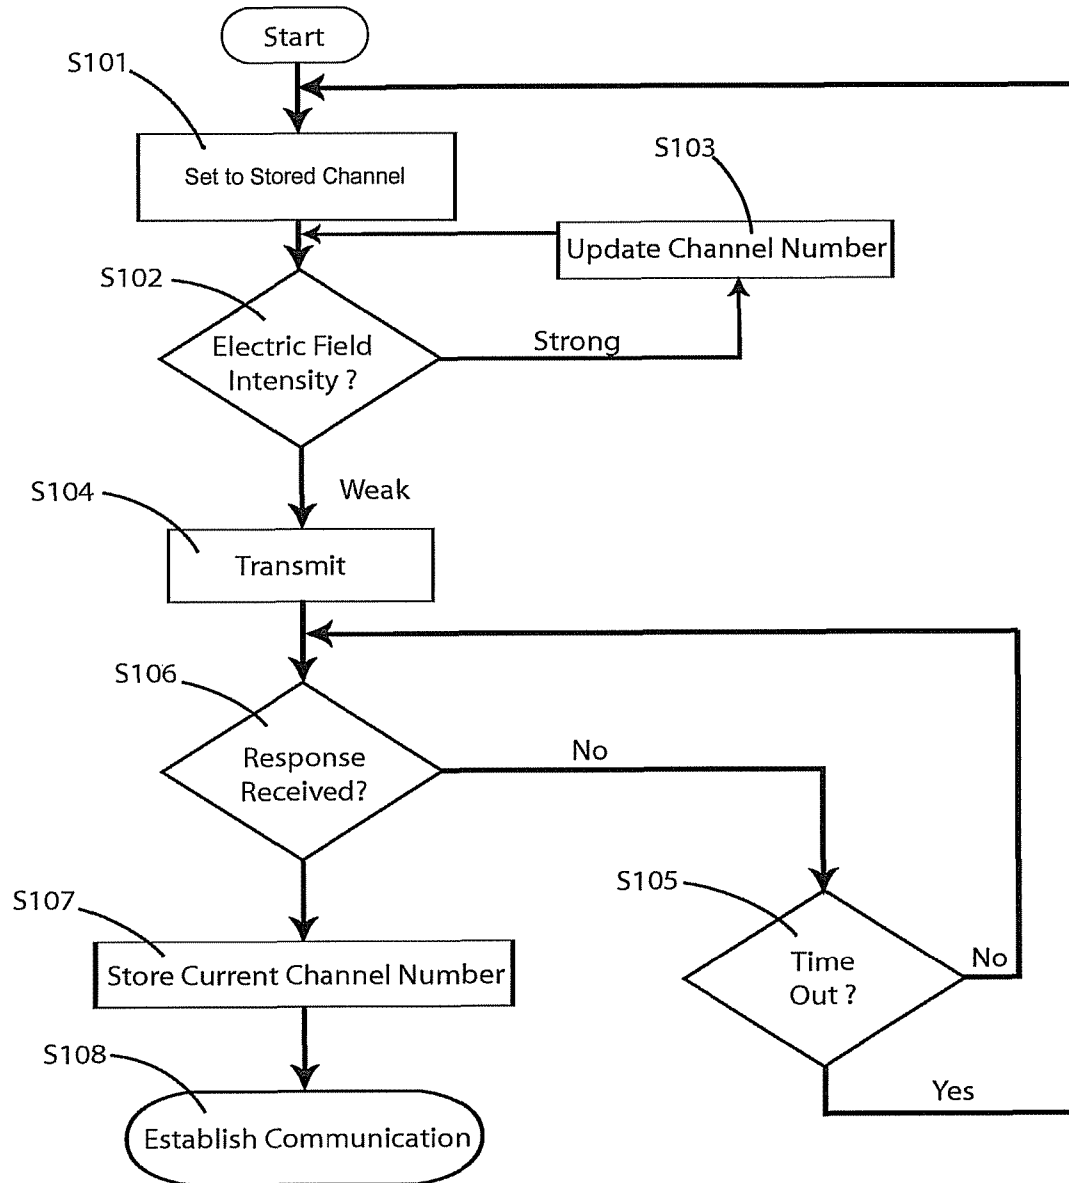 Start
S101
Set to Stored Channel
S103
Update Channel Number
S102
Electric Field
Intensity ?
Strong
Weak
S104
Transmit
S106
Response
Received?
No
S105
Time
Out ?
No
S107
Store Current Channel Number
S108
Yes
Establish Communication